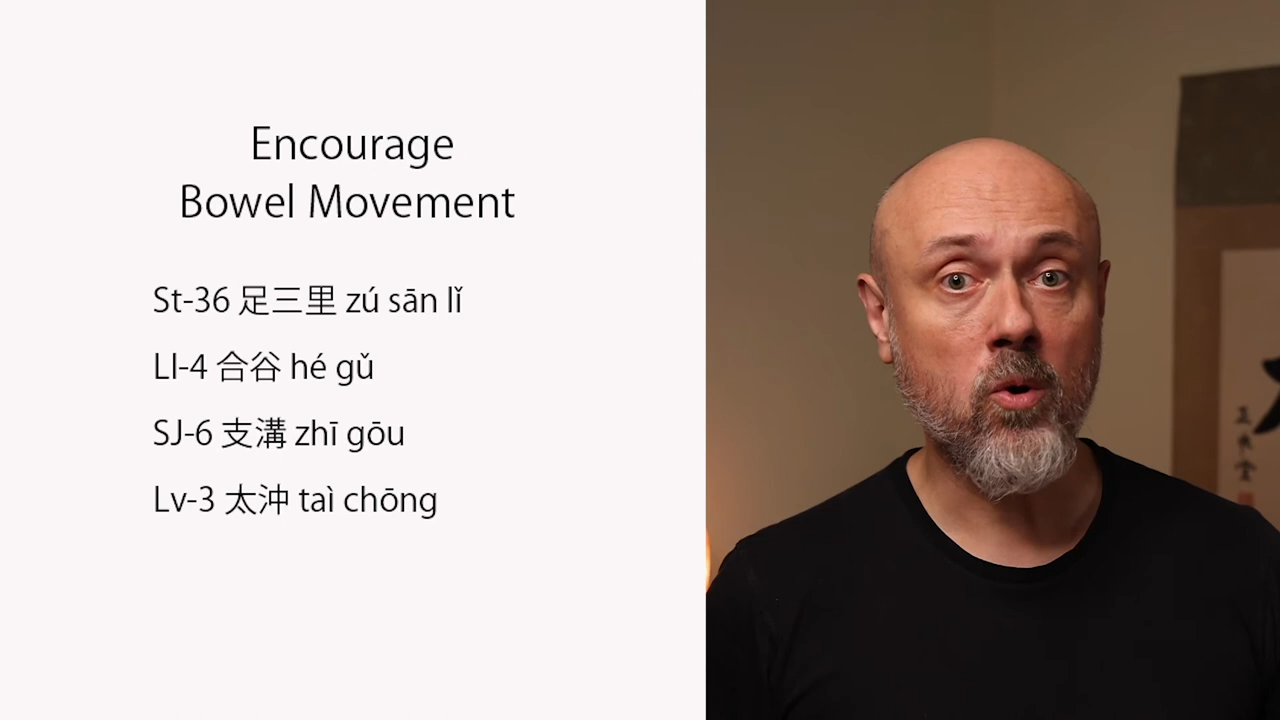 Encourage
Bowel Movement
St-36 足三里 zú sān lǐ
LI-4 合谷 hé gǔ
SJ-6 支溝 zhī gōu
Lv-3 太沖 taì chōng